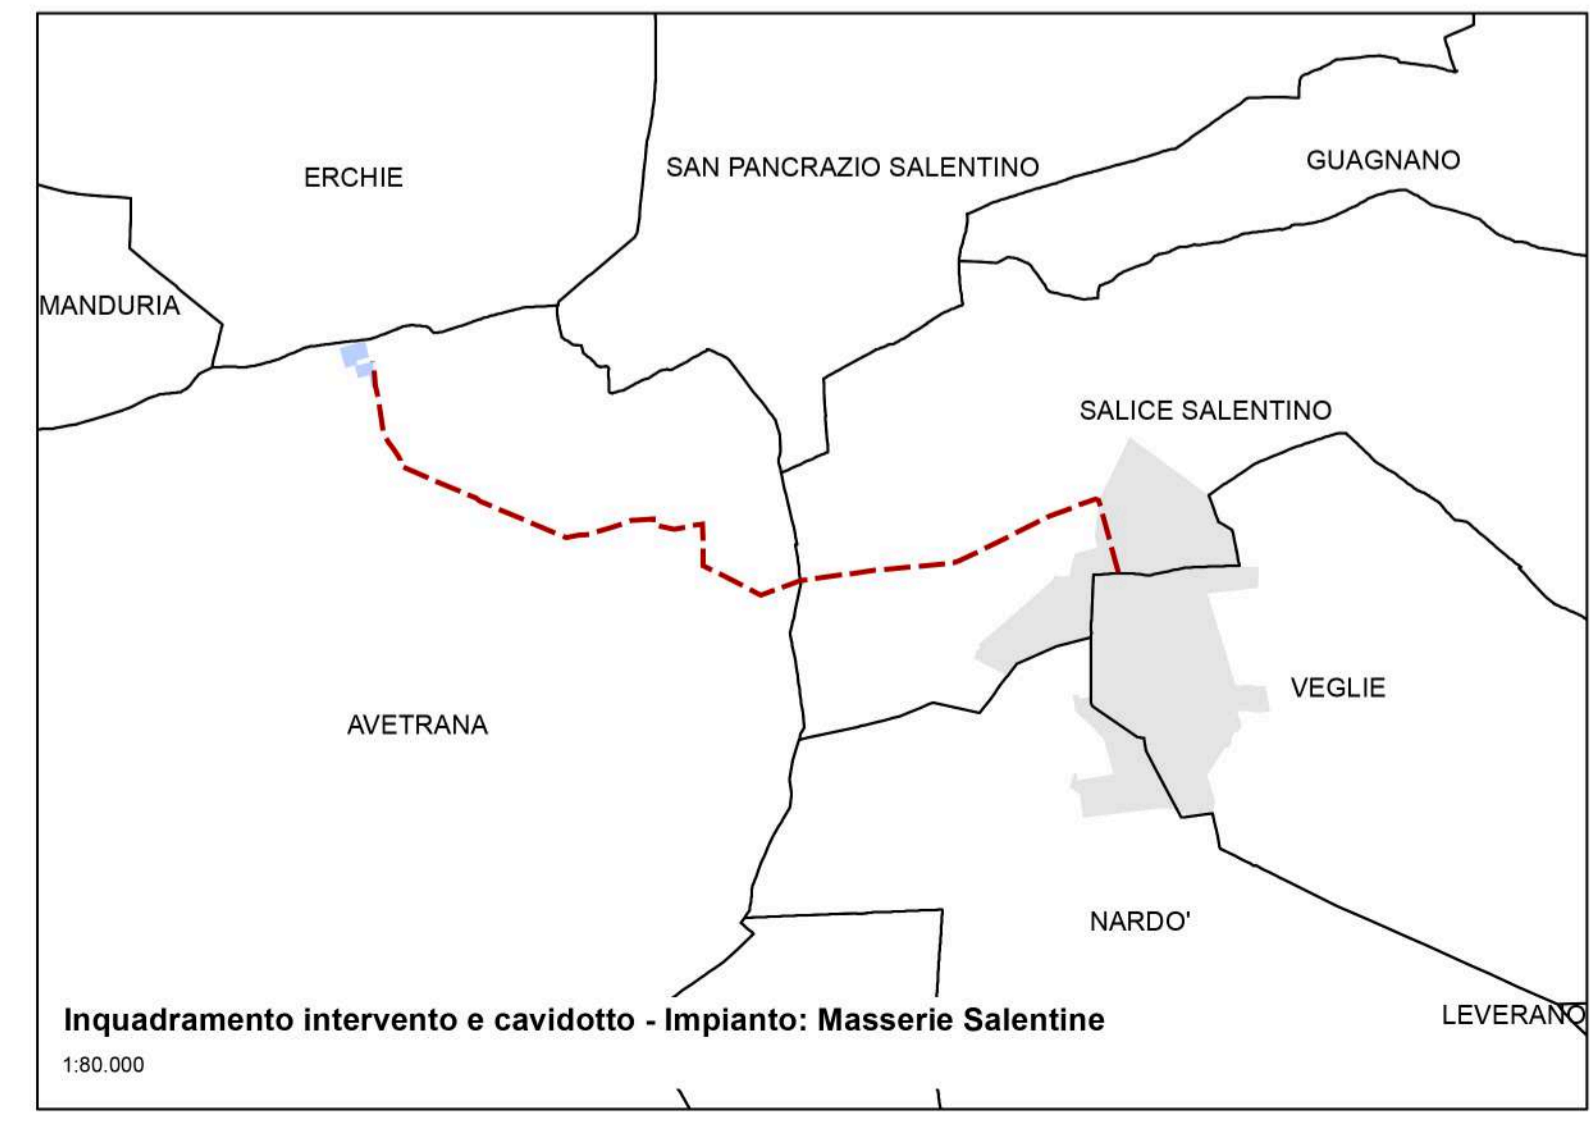 GUAGNANO
SAN PANCRAZIO SALENTINO
ERCHIE
MANDURIA
SALICE SALENTINO
VEGLIE
AVETRANA
NARDO'
LEVERANO
Inquadramento intervento e cavidotto - Impianto: Masserie Salentine
1:80.000